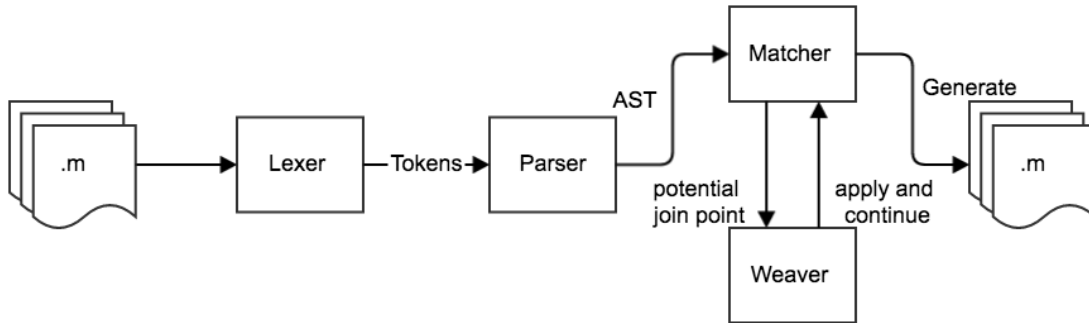 Matcher
AST
Generate
.m
Lexer
Tokens
Parser
.m
potential
join point
apply and
continue
Weaver